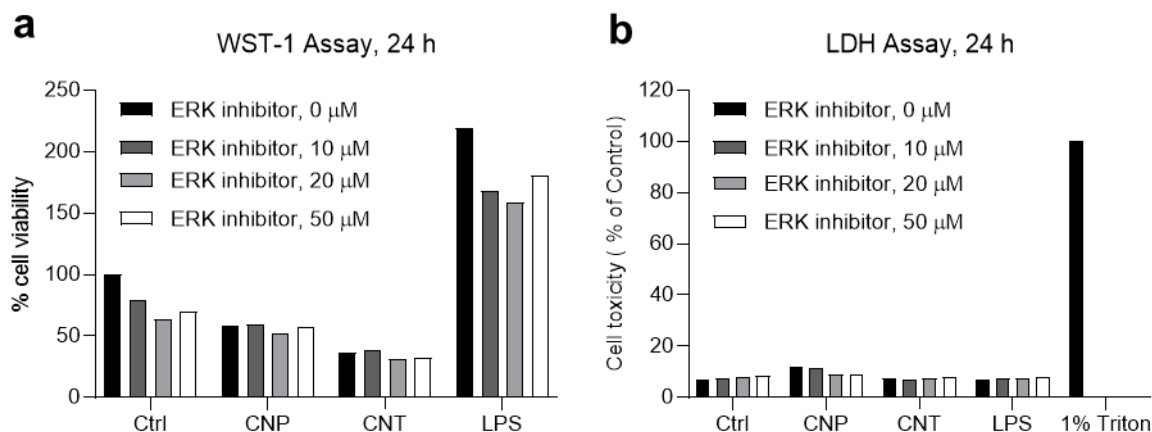 a
WST-1 Assay, 24 h
% cell viability
250
200
150
100
50
0
ERK inhibitor, 0 μM
ERK inhibitor, 10 μM
ERK inhibitor, 20 μM
ERK inhibitor, 50 μM
Ctrl
CNP
CNT
LPS
b
LDH Assay, 24 h
Cell toxicity ( % of Control)
120
100
80
60
40
20
0
ERK inhibitor, 0 μM
ERK inhibitor, 10 μM
ERK inhibitor, 20 μM
ERK inhibitor, 50 μM
Ctrl
CNP
CNT
LPS
1% Triton